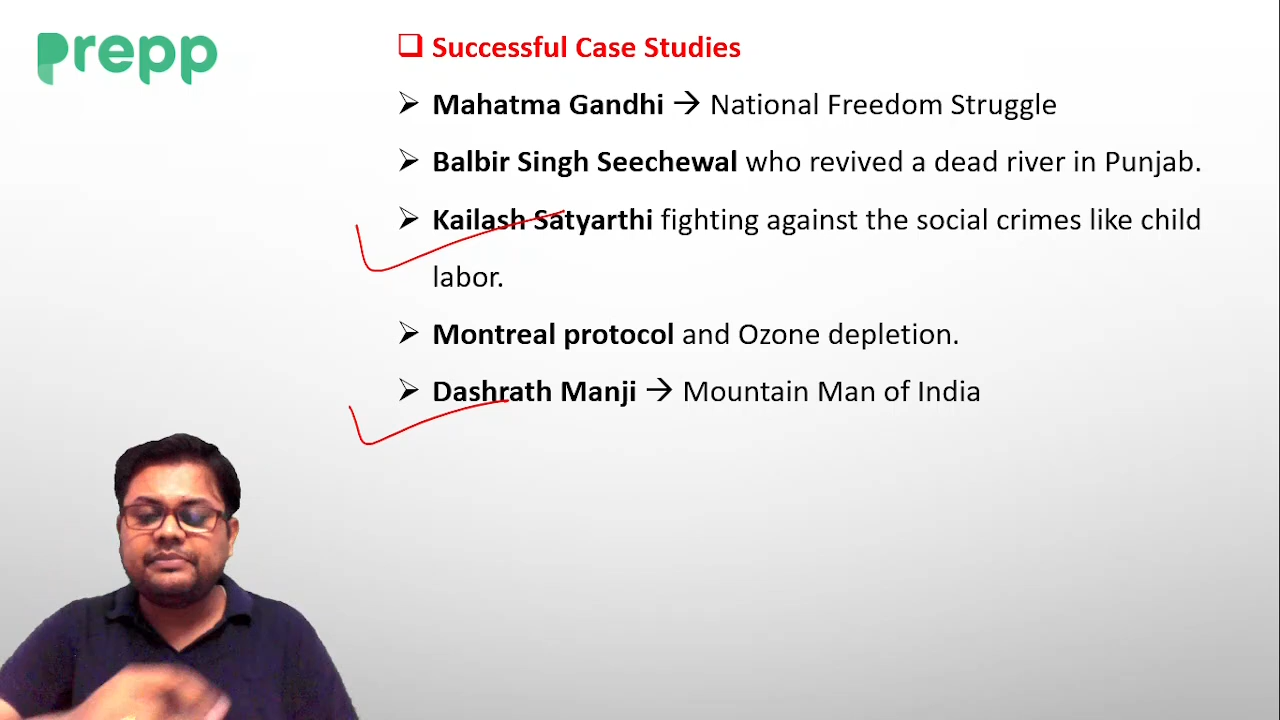 prepp
❑ Successful Case Studies
➢ Mahatma Gandhi → National Freedom Struggle
➢ Balbir Singh Seechewal who revived a dead river in Punjab.
➢ Kailash Satyarthi fighting against the social crimes like child
labor.
➢ Montreal protocol and Ozone depletion.
➢ Dashrath Manji → Mountain Man of India